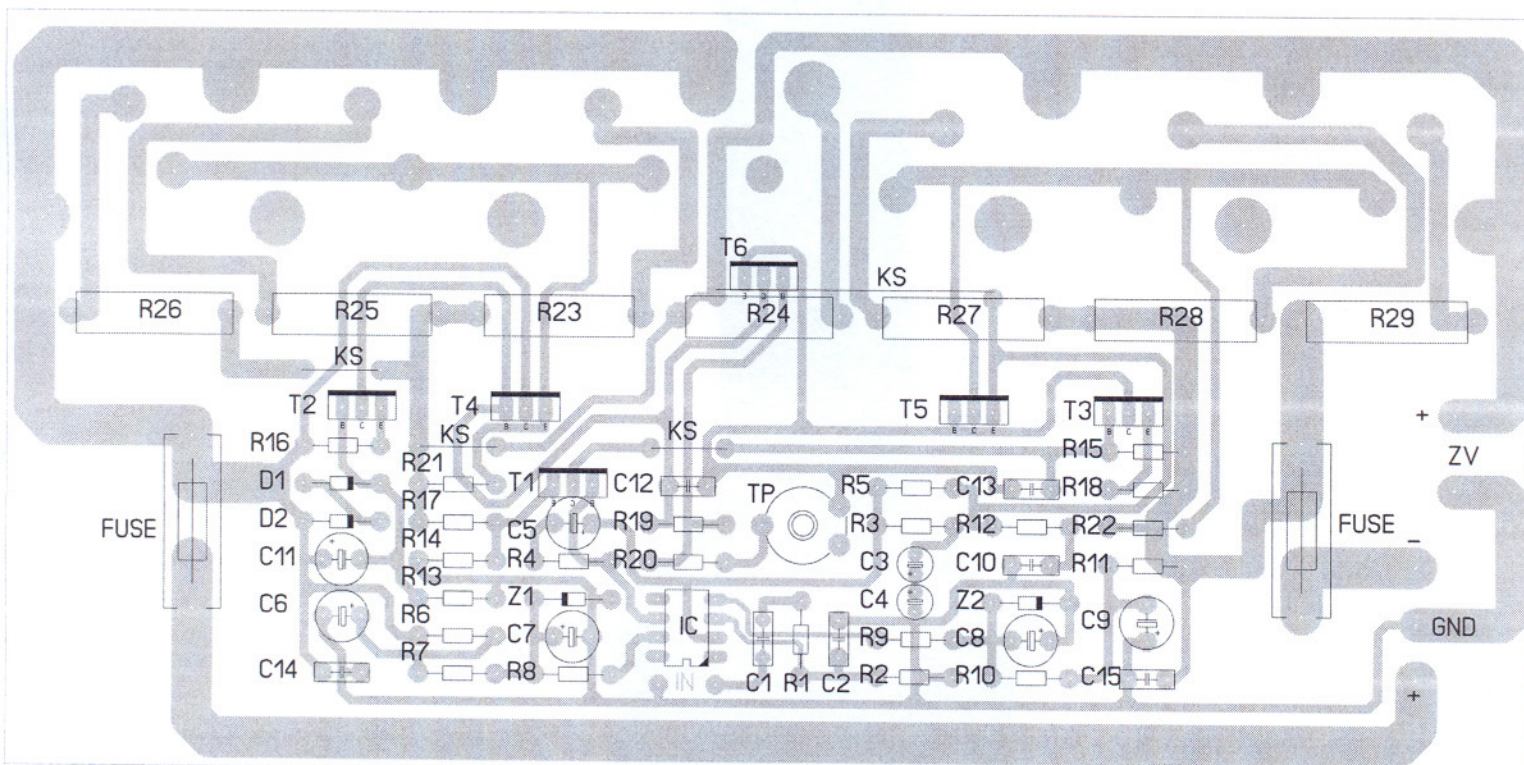 T6
KS
R26
R25
R23
R24
R27
R28
R29
KS
T2
T4
T5
T3
B C E
B C E
B C E
B C E
+
R16
KS
KS
R15
ZV
R21
D1
T1
C12
TP
R5
C13
R18
R17
D2
C5
R19
R3
R12
R22
FUSE
FUSE
–
R14
C11
R4
R20
C3
C10
R11
R13
C6
Z1
C4
Z2
C9
R6
C7
IC
R9
C8
GND
R7
C14
R8
IN
C1
R1
C2
R2
R10
C15
+